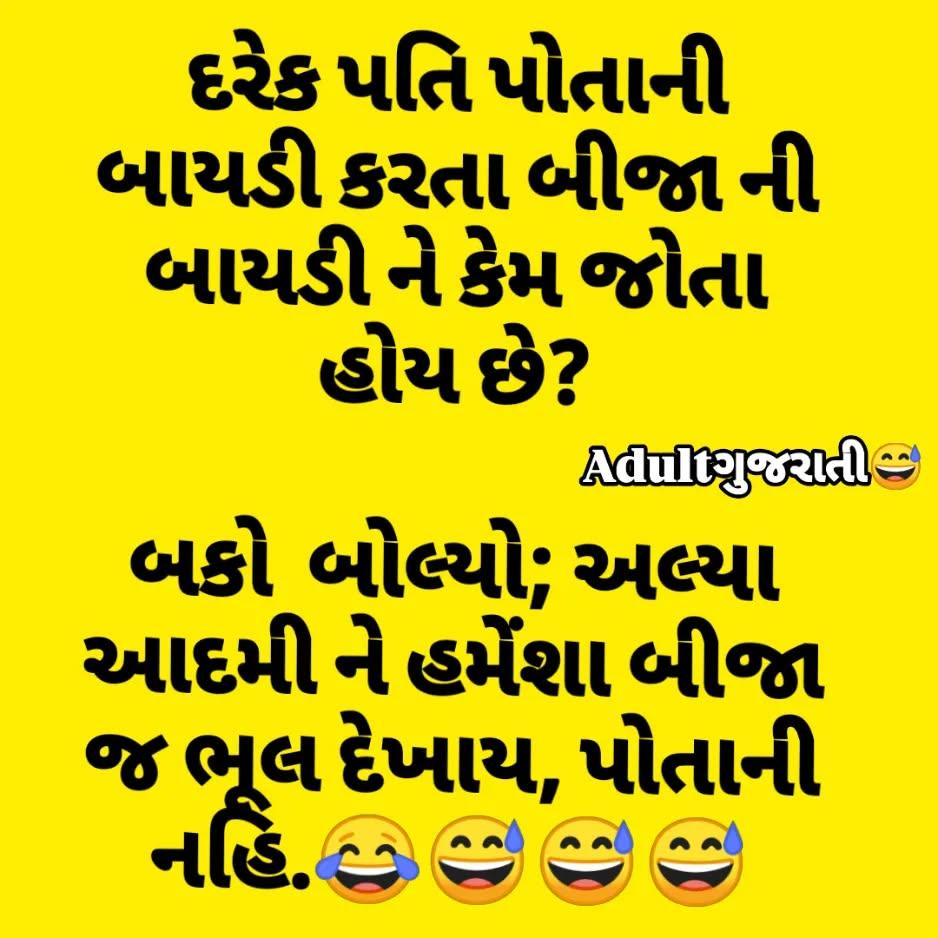 દરેક પતિ પોતાની
બાયડી કરતા બીજા ની
બાયડી ને કેમ જોતા
હોય છે?
Adultગુજરાતી😅
બકો બોલ્યો; અલ્યા
આદમી ને હમેંશા બીજા
જ ભૂલ દેખાય, પોતાની
નહિ.😂😅😅😅